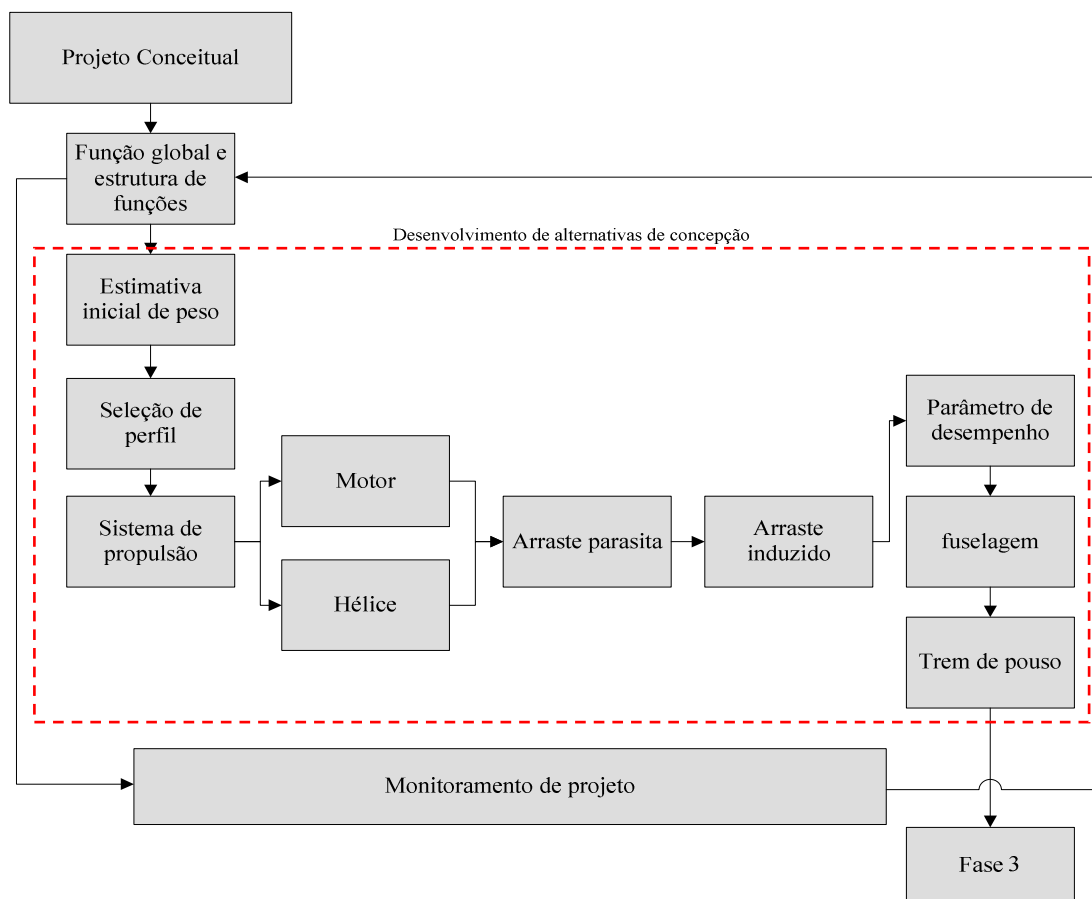 Projeto Conceitual
Função global e
estrutura de
funções
Desenvolvimento de alternativas de concepção
Estimativa
inicial de peso
Seleção de
perfil
Sistema de
propulsão
Motor
Hélice
Arraste parasita
Arraste
induzido
Parâmetro de
desempenho
fuselagem
Trem de pouso
Monitoramento de projeto
Fase 3